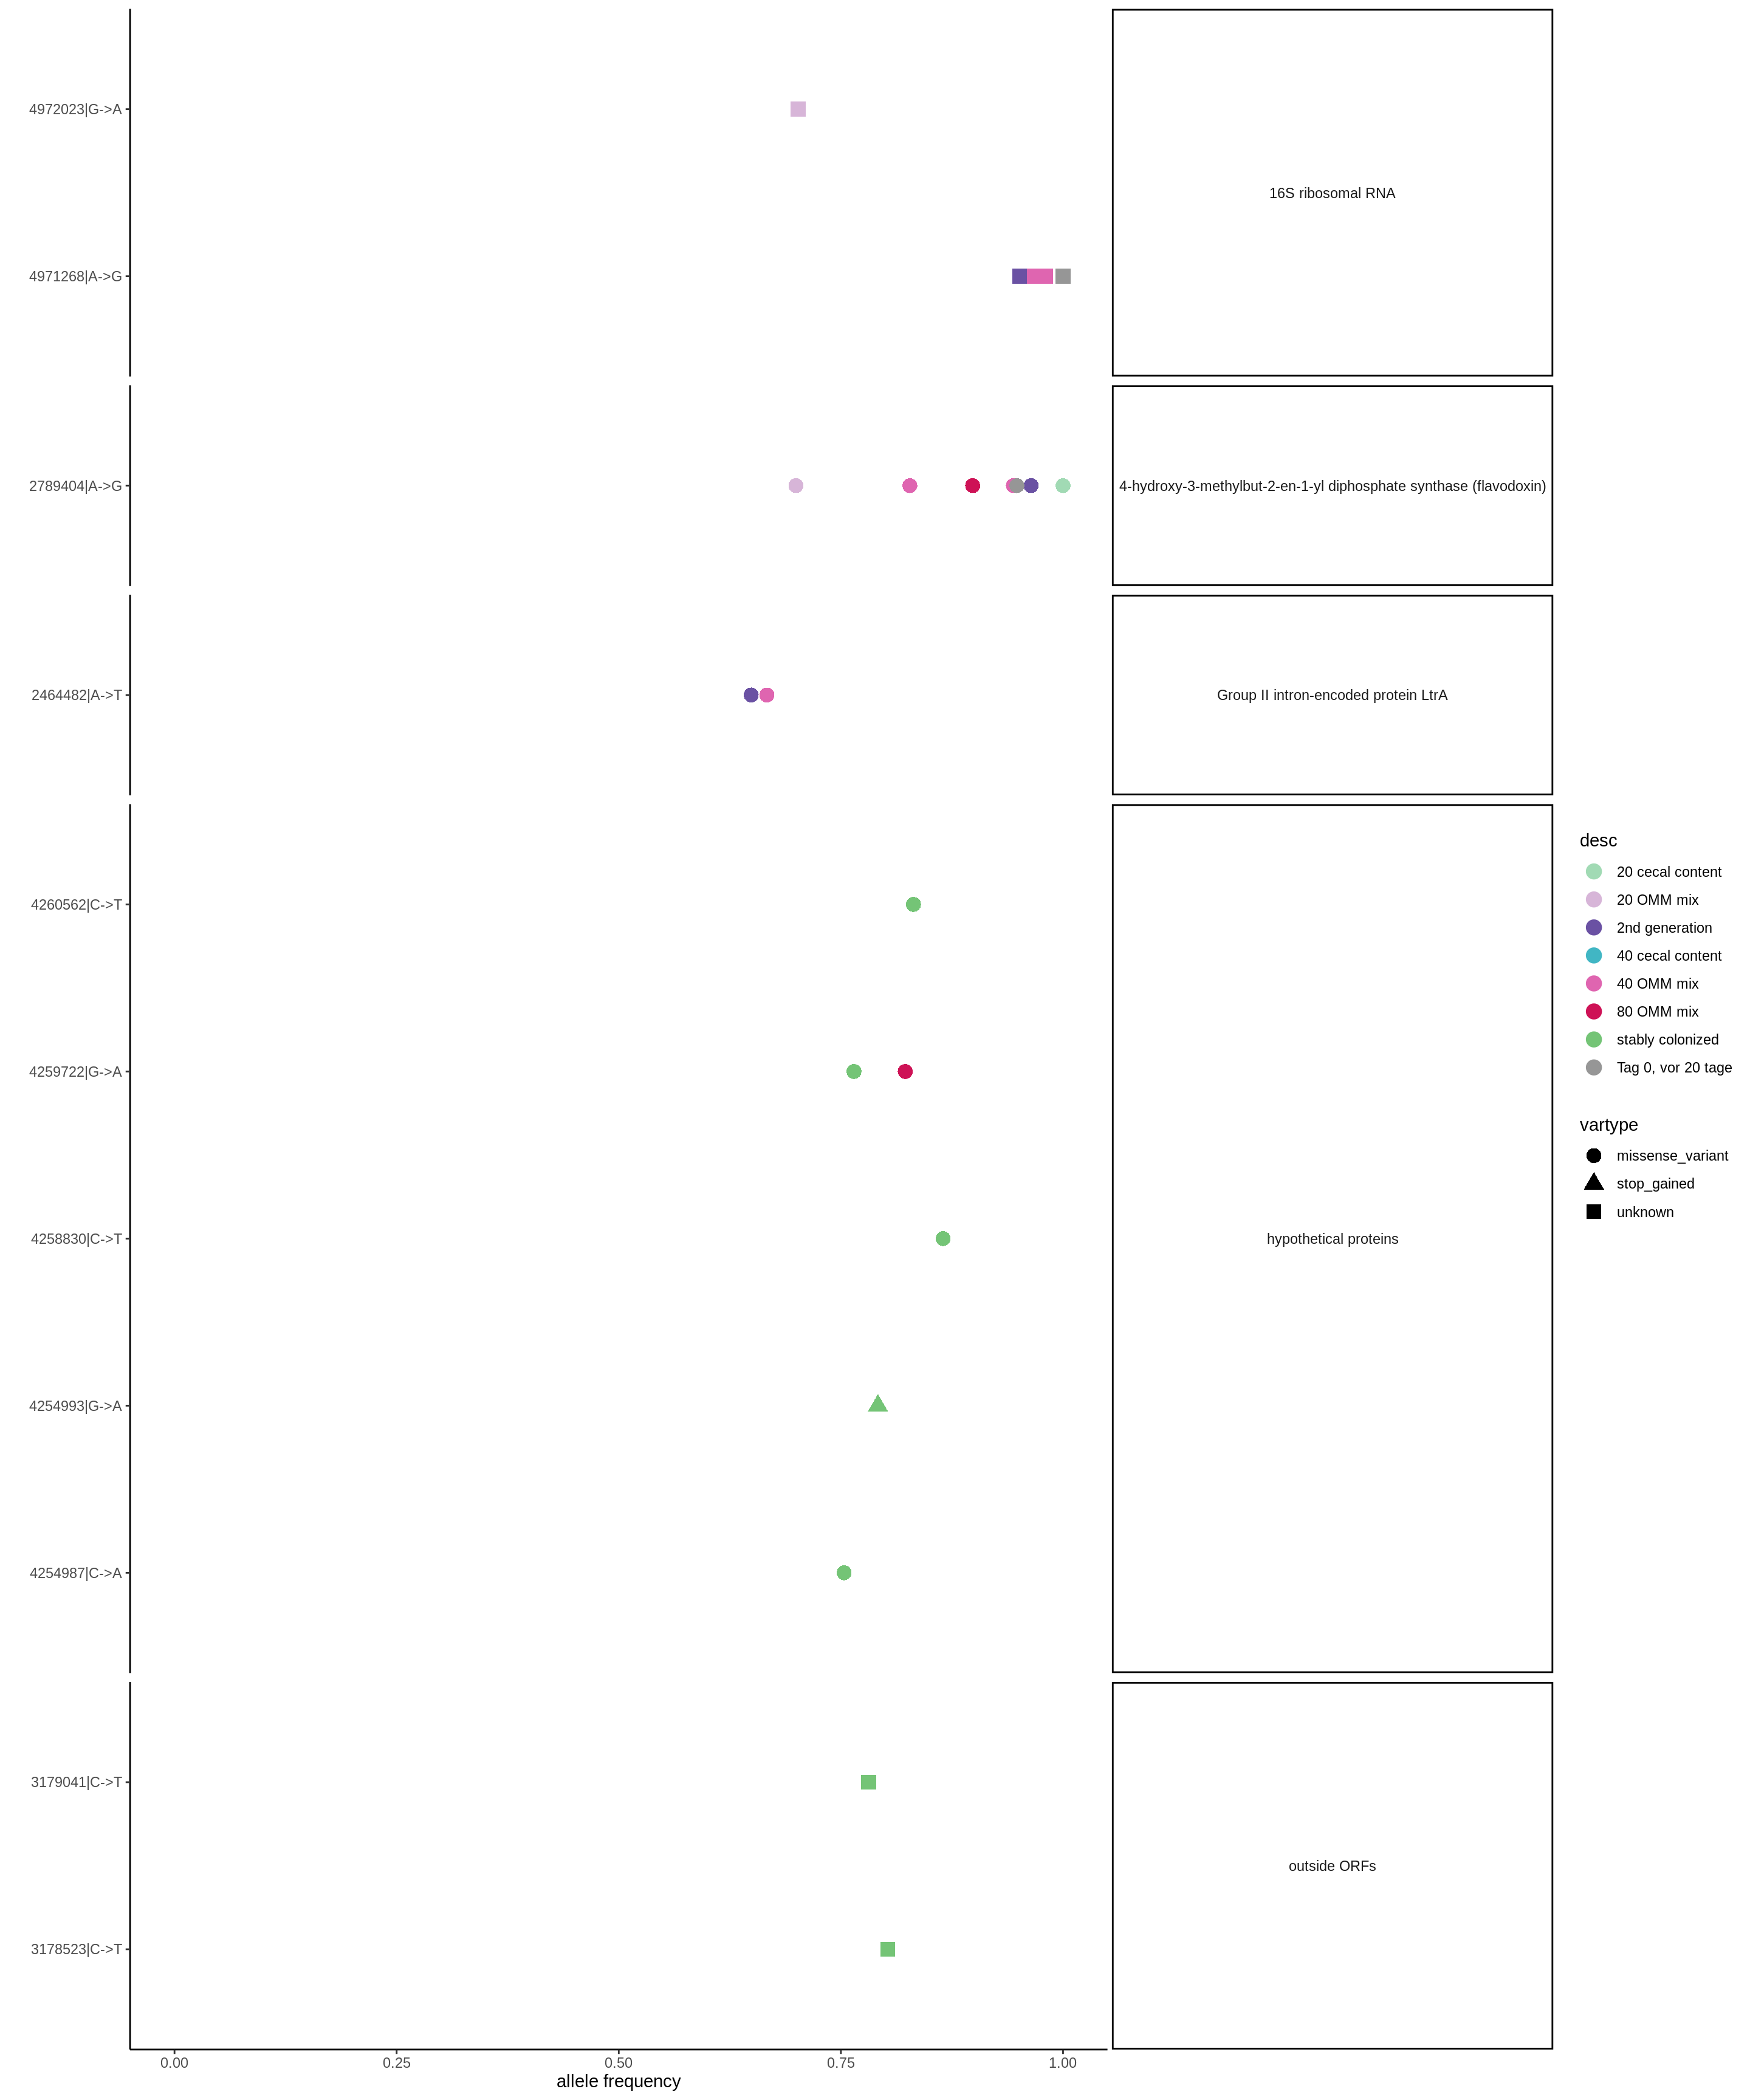 4972023|G->A
4971268|A->G
16S ribosomal RNA
2789404|A->G
4-hydroxy-3-methylbut-2-en-1-yl diphosphate synthase (flavodoxin)
2464482|A->T
Group II intron-encoded protein LtrA
4260562|C->T
4259722|G->A
4258830|C->T
4254993|G->A
4254987|C->A
hypothetical proteins
3179041|C->T
3178523|C->T
outside ORFs
0.00
0.25
0.50
0.75
1.00
allele frequency
desc
20 cecal content
20 OMM mix
2nd generation
40 cecal content
40 OMM mix
80 OMM mix
stably colonized
Tag 0, vor 20 tage
vartype
missense_variant
stop_gained
unknown